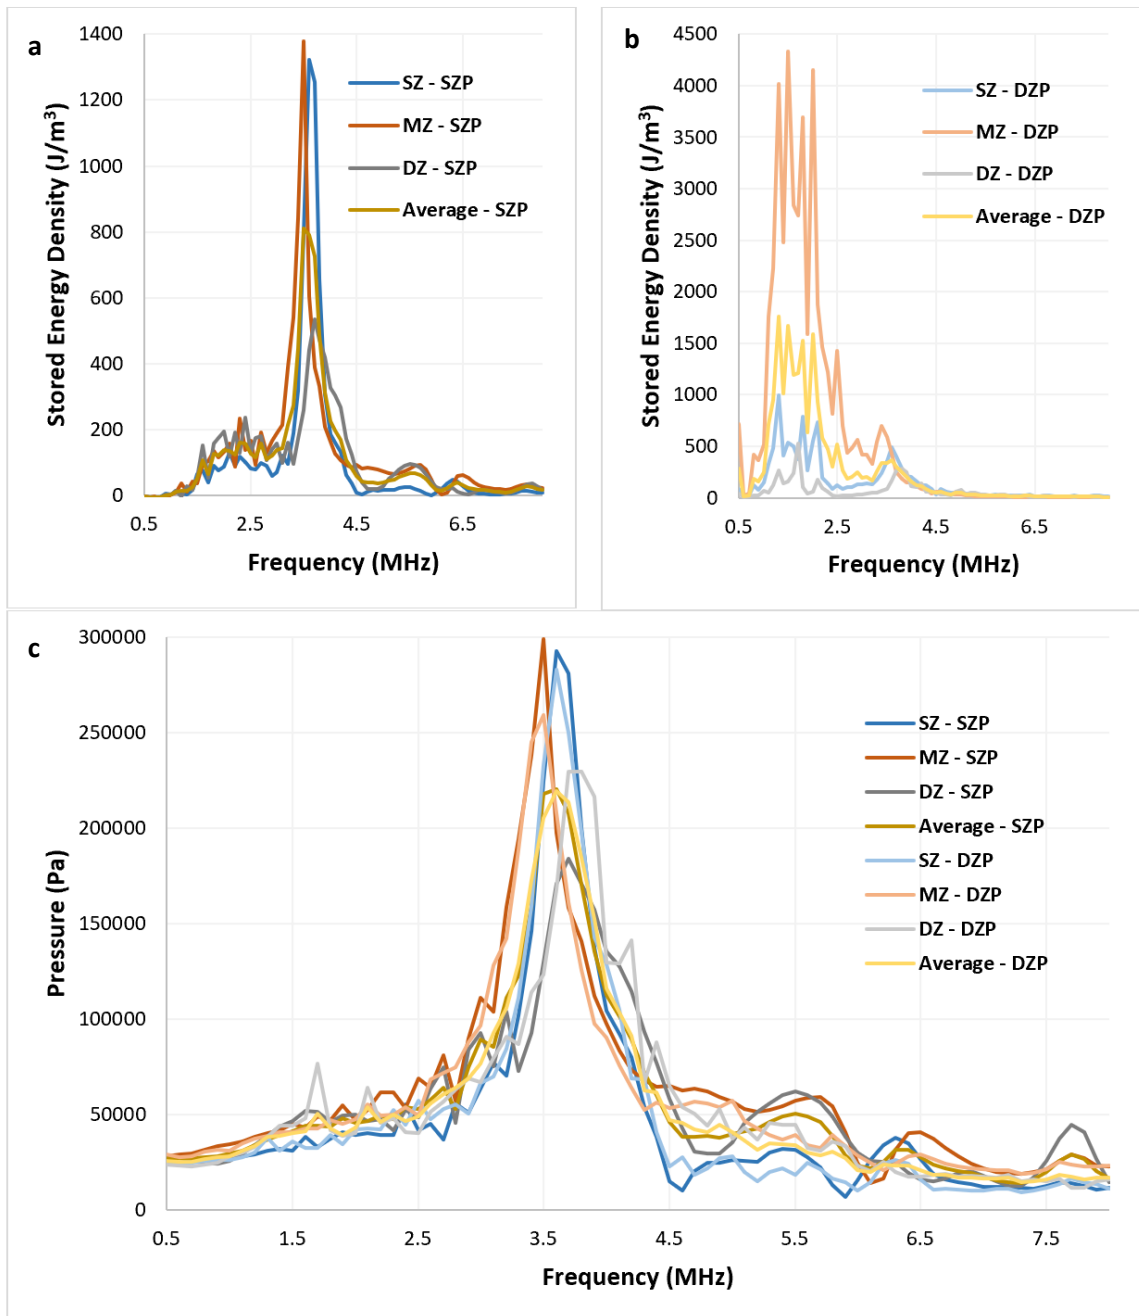 a
1400
1200
1000
800
600
400
200
0
Stored Energy Density (J/m³)
SZ - SZP
MZ - SZP
DZ - SZP
Average - SZP
0.5 2.5 4.5 6.5
Frequency (MHz)
b
4500
4000
3500
3000
2500
2000
1500
1000
500
0
Stored Energy Density (J/m³)
SZ - DZP
MZ - DZP
DZ - DZP
Average - DZP
0.5 2.5 4.5 6.5
Frequency (MHz)
c
300000
250000
200000
150000
100000
50000
0
Pressure (Pa)
SZ - SZP
MZ - SZP
DZ - SZP
Average - SZP
SZ - DZP
MZ - DZP
DZ - DZP
Average - DZP
0.5 1.5 2.5 3.5 4.5 5.5 6.5 7.5
Frequency (MHz)